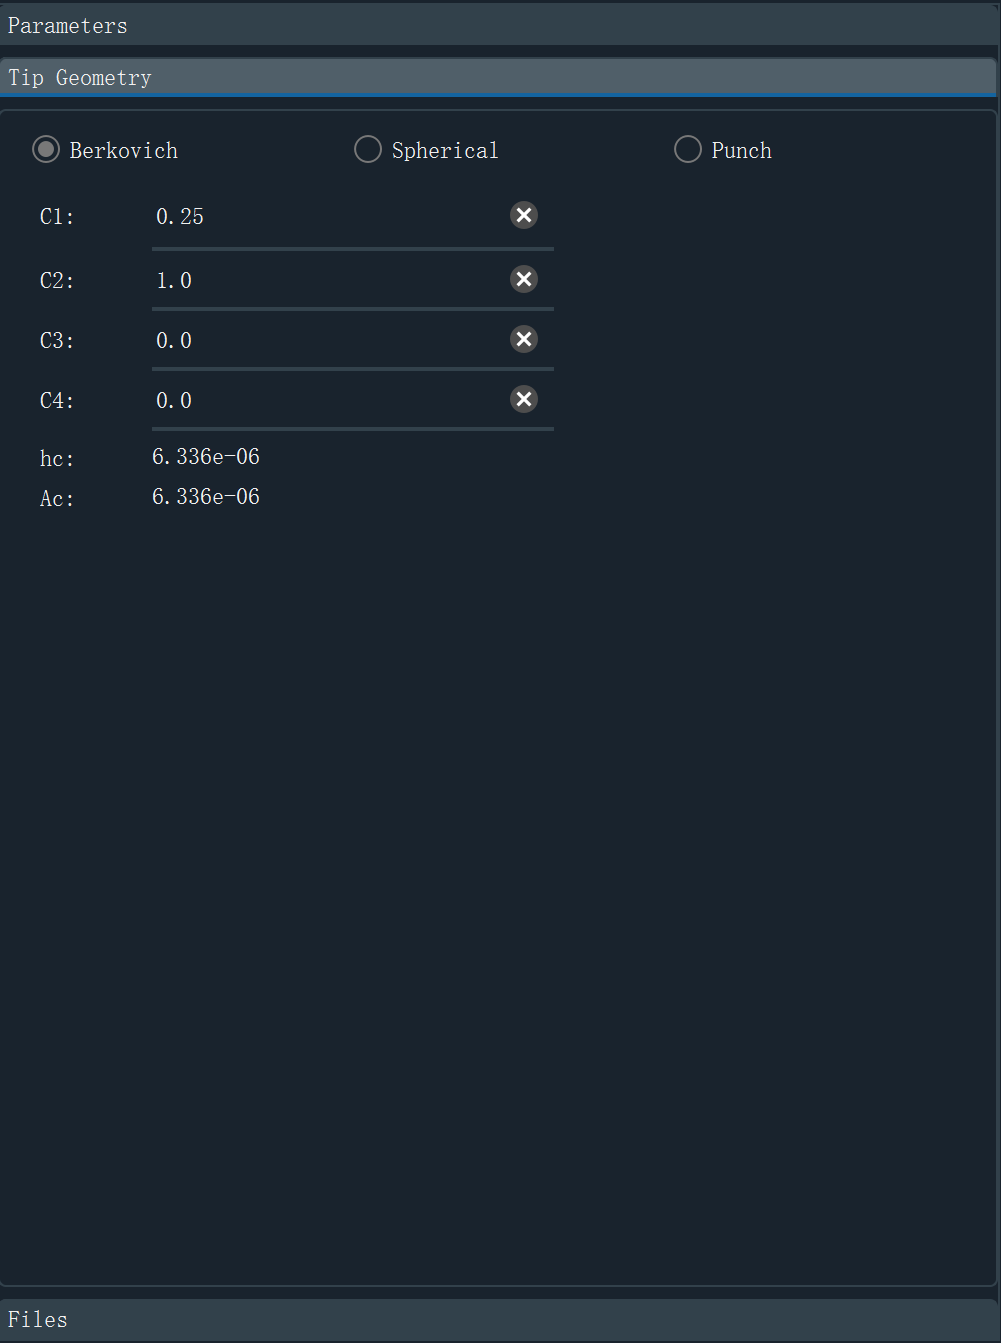 Parameters
Tip Geometry
Berkovich Spherical Punch
C1: 0.25
C2: 1.0
C3: 0.0
C4: 0.0
hc: 6.336e-06
Ac: 6.336e-06
Files